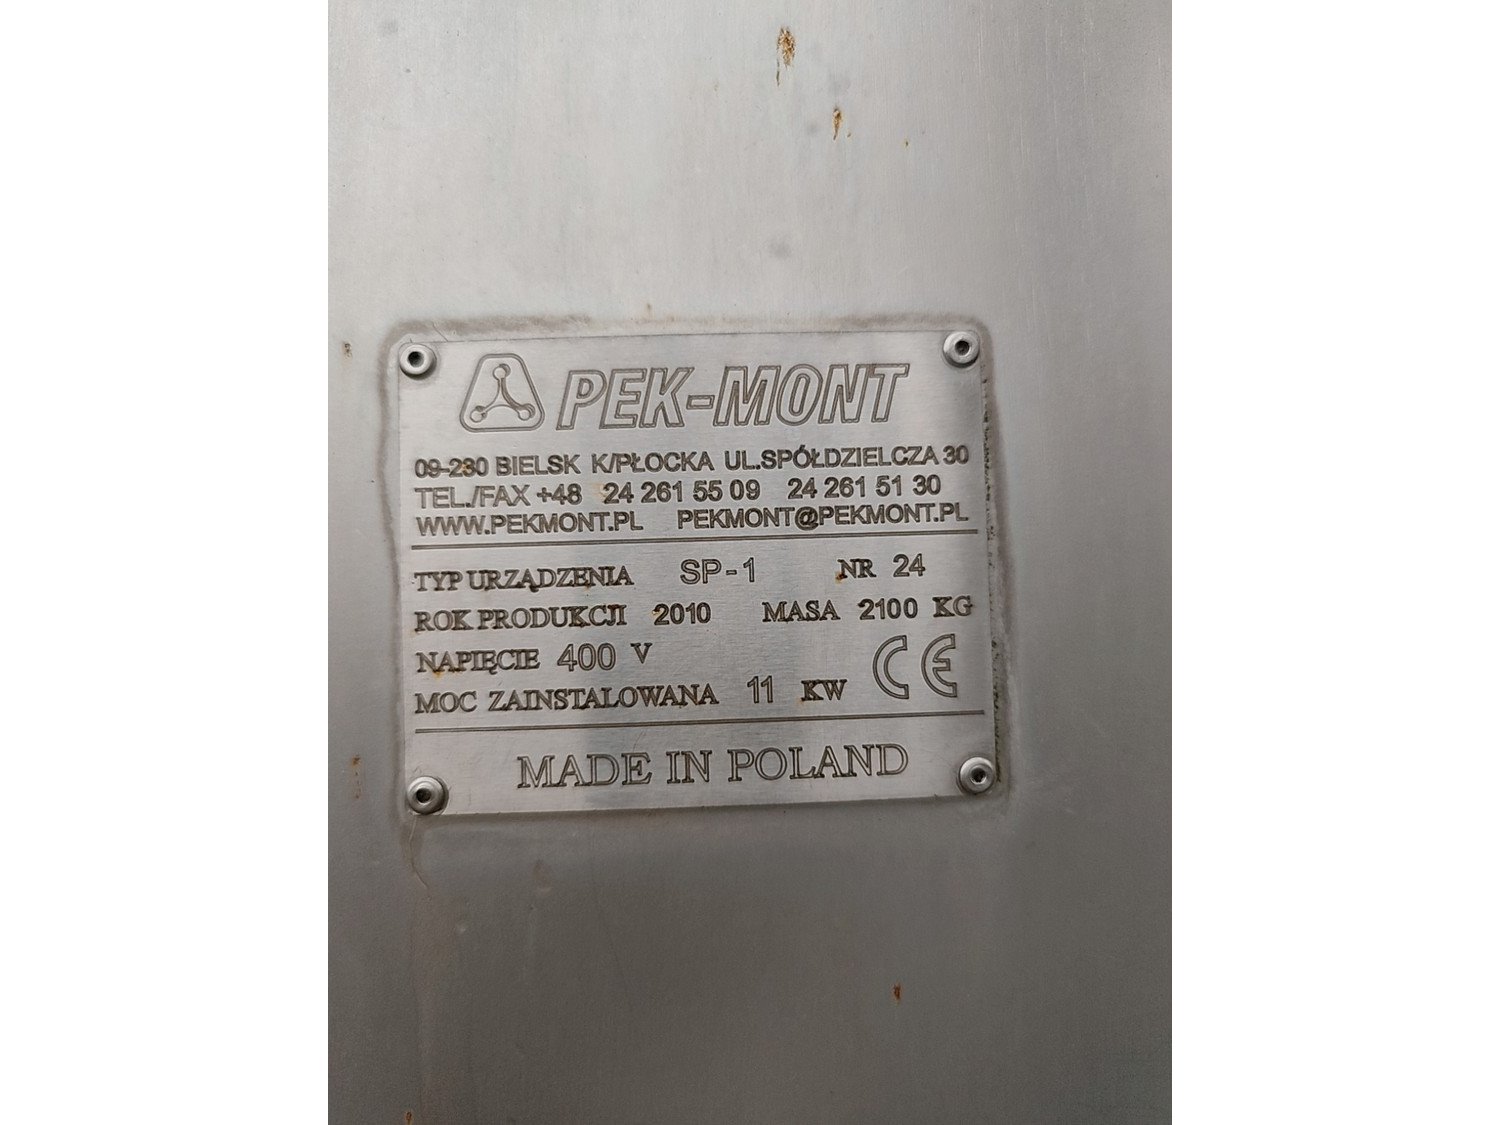 PEK-MONT
09-230 BIELSK K/PŁOCKA UL.SPÓŁDZIELCZA 30
TEL./FAX +48 24 261 55 09 24 261 51 30
WWW.PEKMONT.PL PEKMONT@PEKMONT.PL
TYP URZĄDZENIA SP-1 NR 24
ROK PRODUKCJI 2010 MASA 2100 KG
NAPIĘCIE 400 V
MOC ZAINSTALOWANA 11 KW CE
MADE IN POLAND